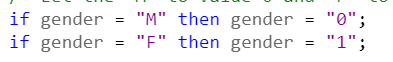 if gender = "M" then gender = "0";
if gender = "F" then gender = "1";